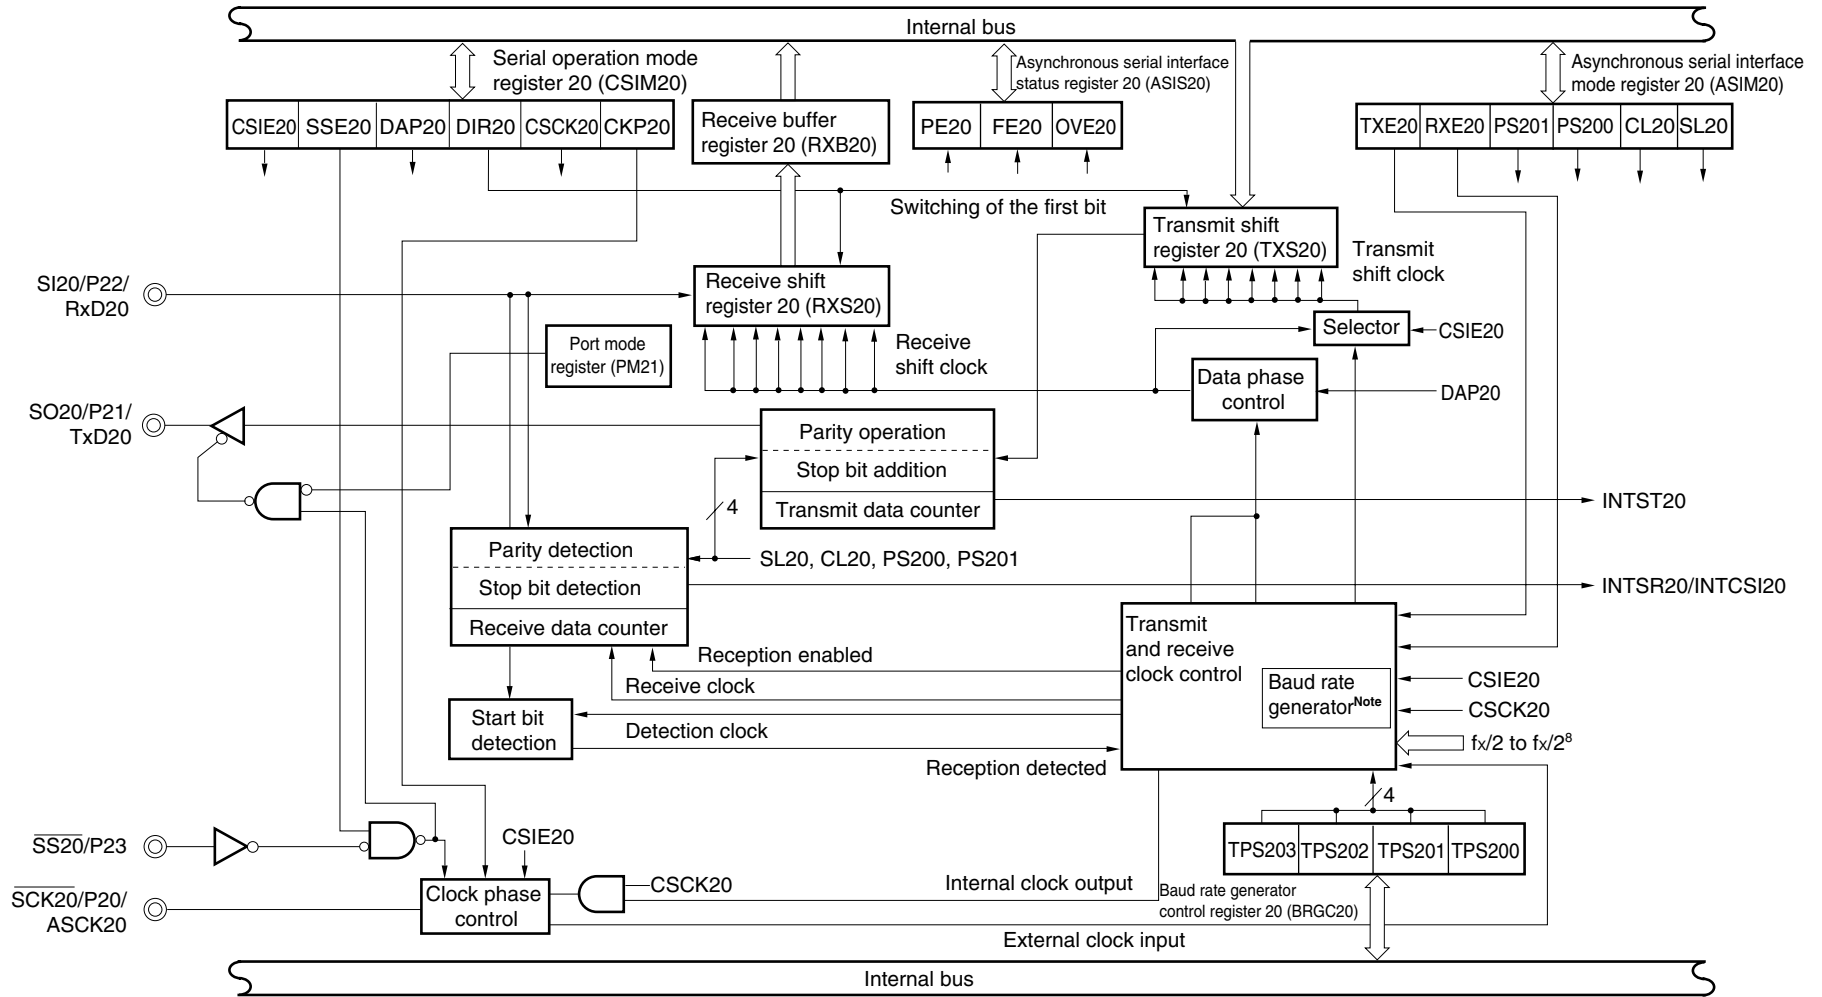 Internal bus
Serial operation mode
register 20 (CSIM20)
Asynchronous serial interface
status register 20 (ASIS20)
Asynchronous serial interface
mode register 20 (ASIM20)
CSIE20 SSE20 DAP20 DIR20 CSCK20 CKP20
Receive buffer
register 20 (RXB20)
PE20 FE20 OVE20
TXE20 RXE20 PS201 PS200 CL20 SL20
Switching of the first bit
Transmit shift
register 20 (TXS20)
Transmit
shift clock
SI20/P22/
RxD20
Receive shift
register 20 (RXS20)
Selector
CSIE20
Port mode
register (PM21)
Receive
shift clock
Data phase
control
DAP20
SO20/P21/
TxD20
Parity operation
Stop bit addition
Transmit data counter
4
INTST20
Parity detection
Stop bit detection
Receive data counter
SL20, CL20, PS200, PS201
INTSR20/INTCSI20
Transmit
and receive
clock control
Baud rate
generatorNote
Reception enabled
Receive clock
CSIE20
CSCK20
fx/2 to fx/2⁸
Start bit
detection
Detection clock
Reception detected
4
TPS203 TPS202 TPS201 TPS200
SS20/P23
CSIE20
SCK20/P20/
ASCK20
Clock phase
control
CSCK20
Internal clock output
Baud rate generator
control register 20 (BRGC20)
External clock input
Internal bus